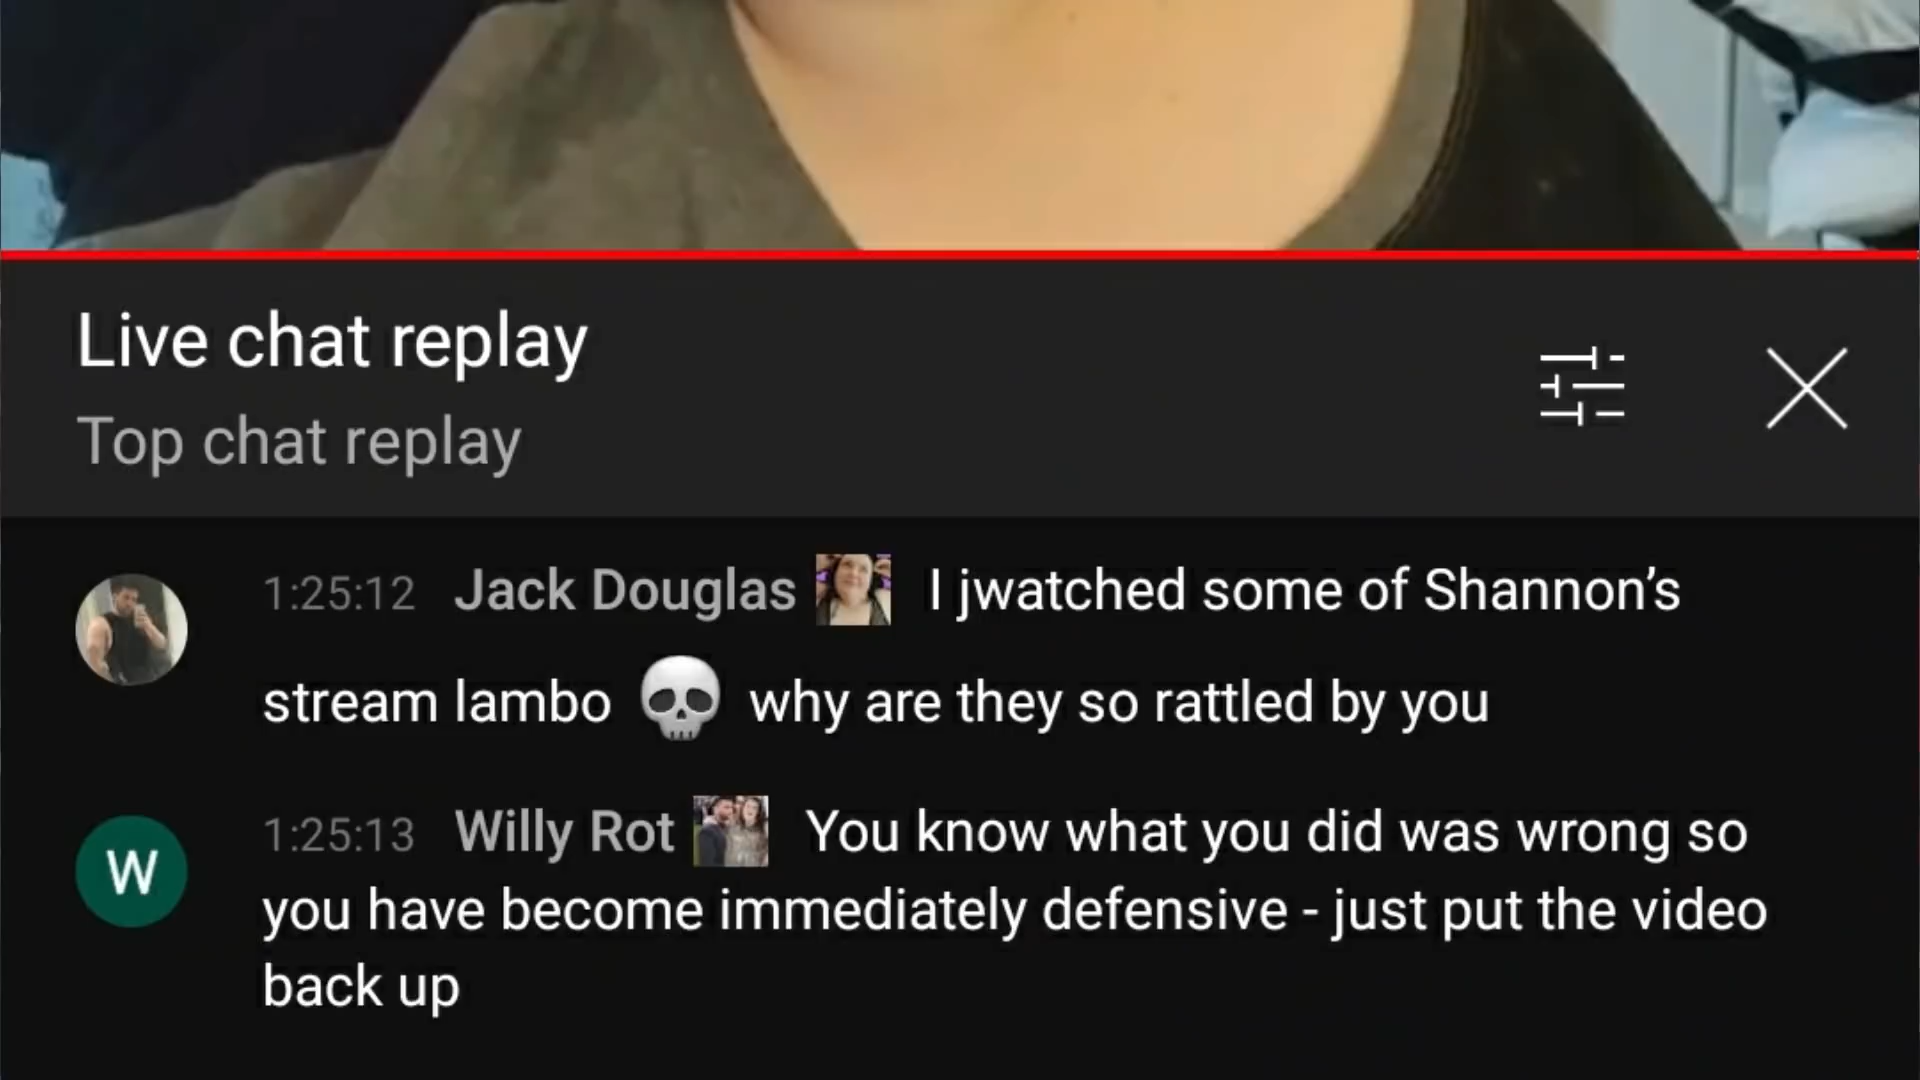 Live chat replay
Top chat replay
1:25:12 Jack Douglas I jwatched some of Shannon’s
stream lambo 💀 why are they so rattled by you
W
1:25:13 Willy Rot You know what you did was wrong so
you have become immediately defensive - just put the video
back up